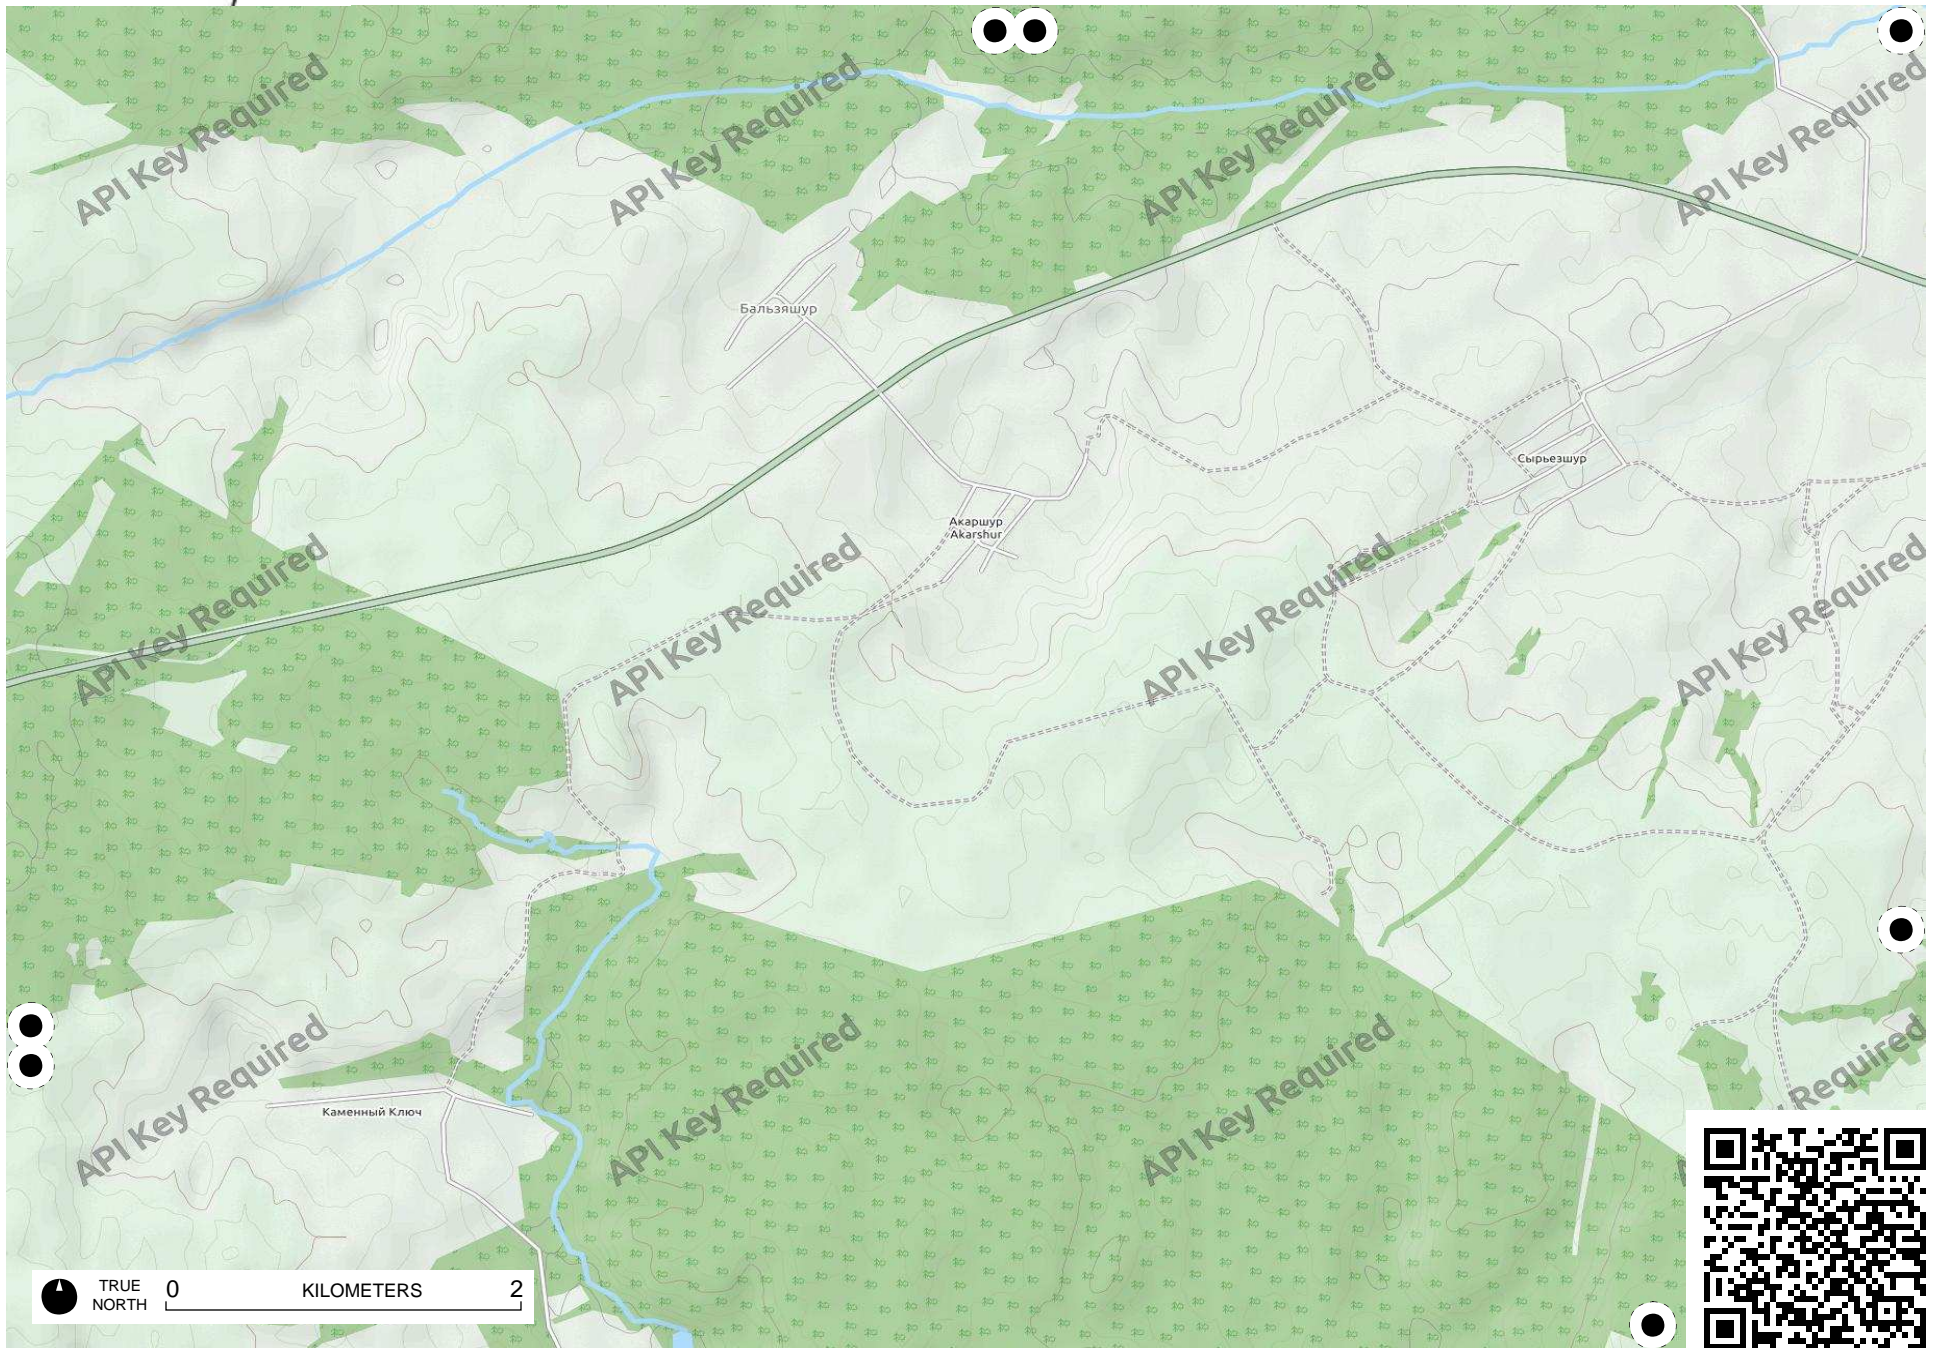 API Key Required
API Key Required
API Key Required
API Key Required
Бальзяшур
Сырьезшур
Акаршур
Akarshur
API Key Required
API Key Required
API Key Required
API Key Required
API Key Required
API Key Required
API Key Required
Required
Каменный Ключ
TRUE
NORTH
0
KILOMETERS
2